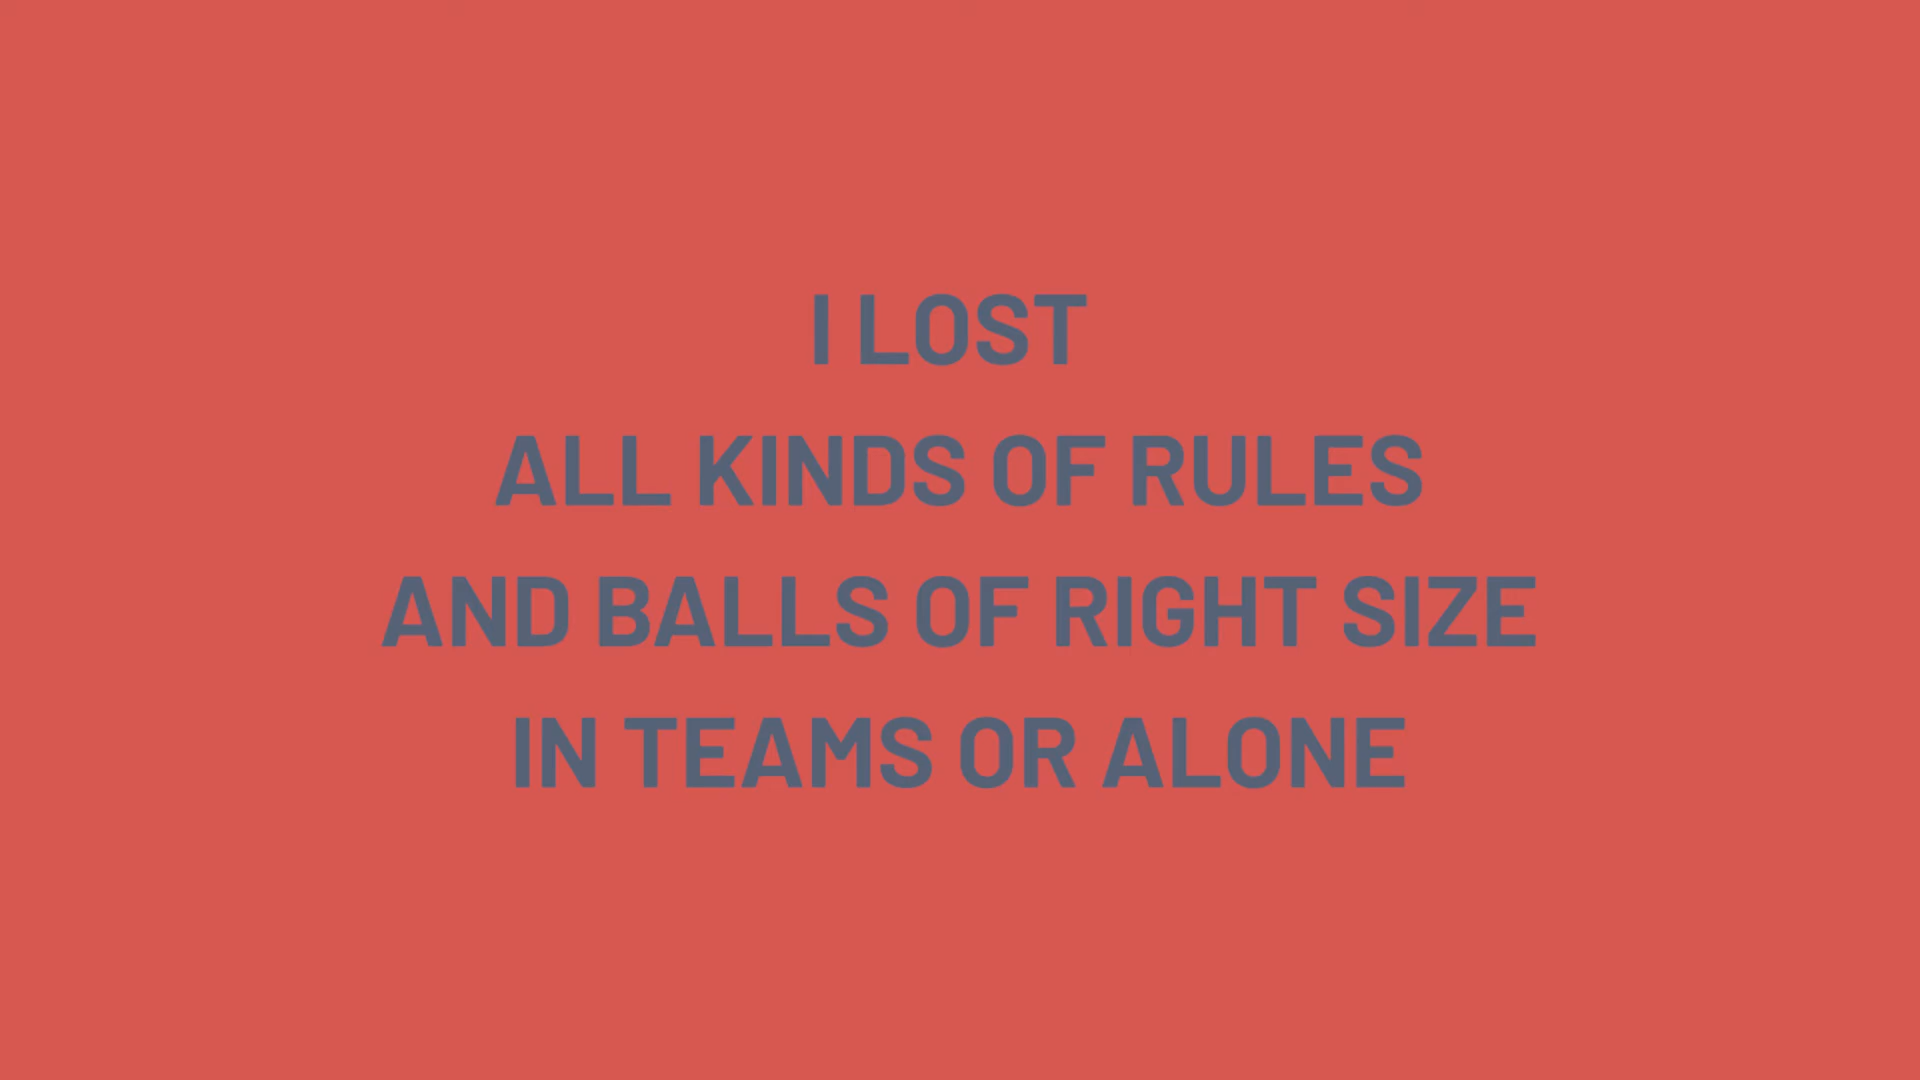 I LOST
ALL KINDS OF RULES
AND BALLS OF RIGHT SIZE
IN TEAMS OR ALONE